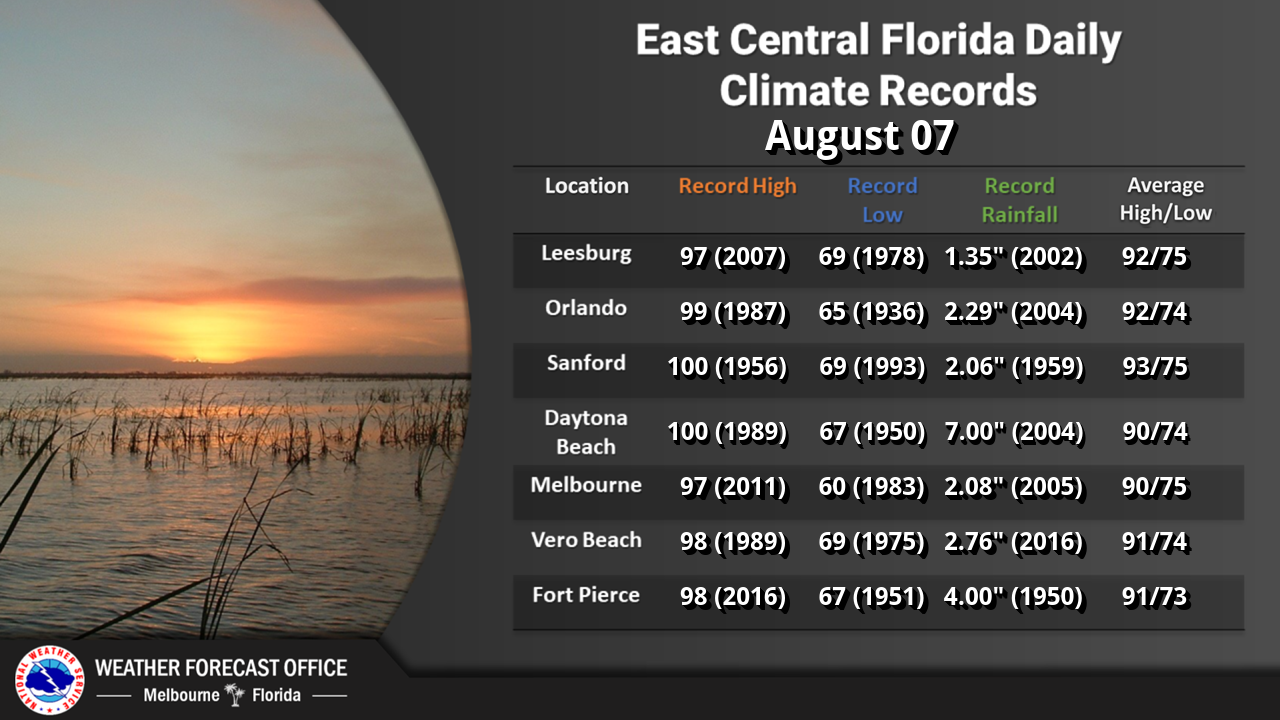 East Central Florida Daily
Climate Records
August 07
Location Record High Record Low Record Rainfall Average High/Low
Leesburg 97 (2007) 69 (1978) 1.35" (2002) 92/75
Orlando 99 (1987) 65 (1936) 2.29" (2004) 92/74
Sanford 100 (1956) 69 (1993) 2.06" (1959) 93/75
Daytona Beach 100 (1989) 67 (1950) 7.00" (2004) 90/74
Melbourne 97 (2011) 60 (1983) 2.08" (2005) 90/75
Vero Beach 98 (1989) 69 (1975) 2.76" (2016) 91/74
Fort Pierce 98 (2016) 67 (1951) 4.00" (1950) 91/73
NATIONAL WEATHER SERVICE
WEATHER FORECAST OFFICE
Melbourne Florida